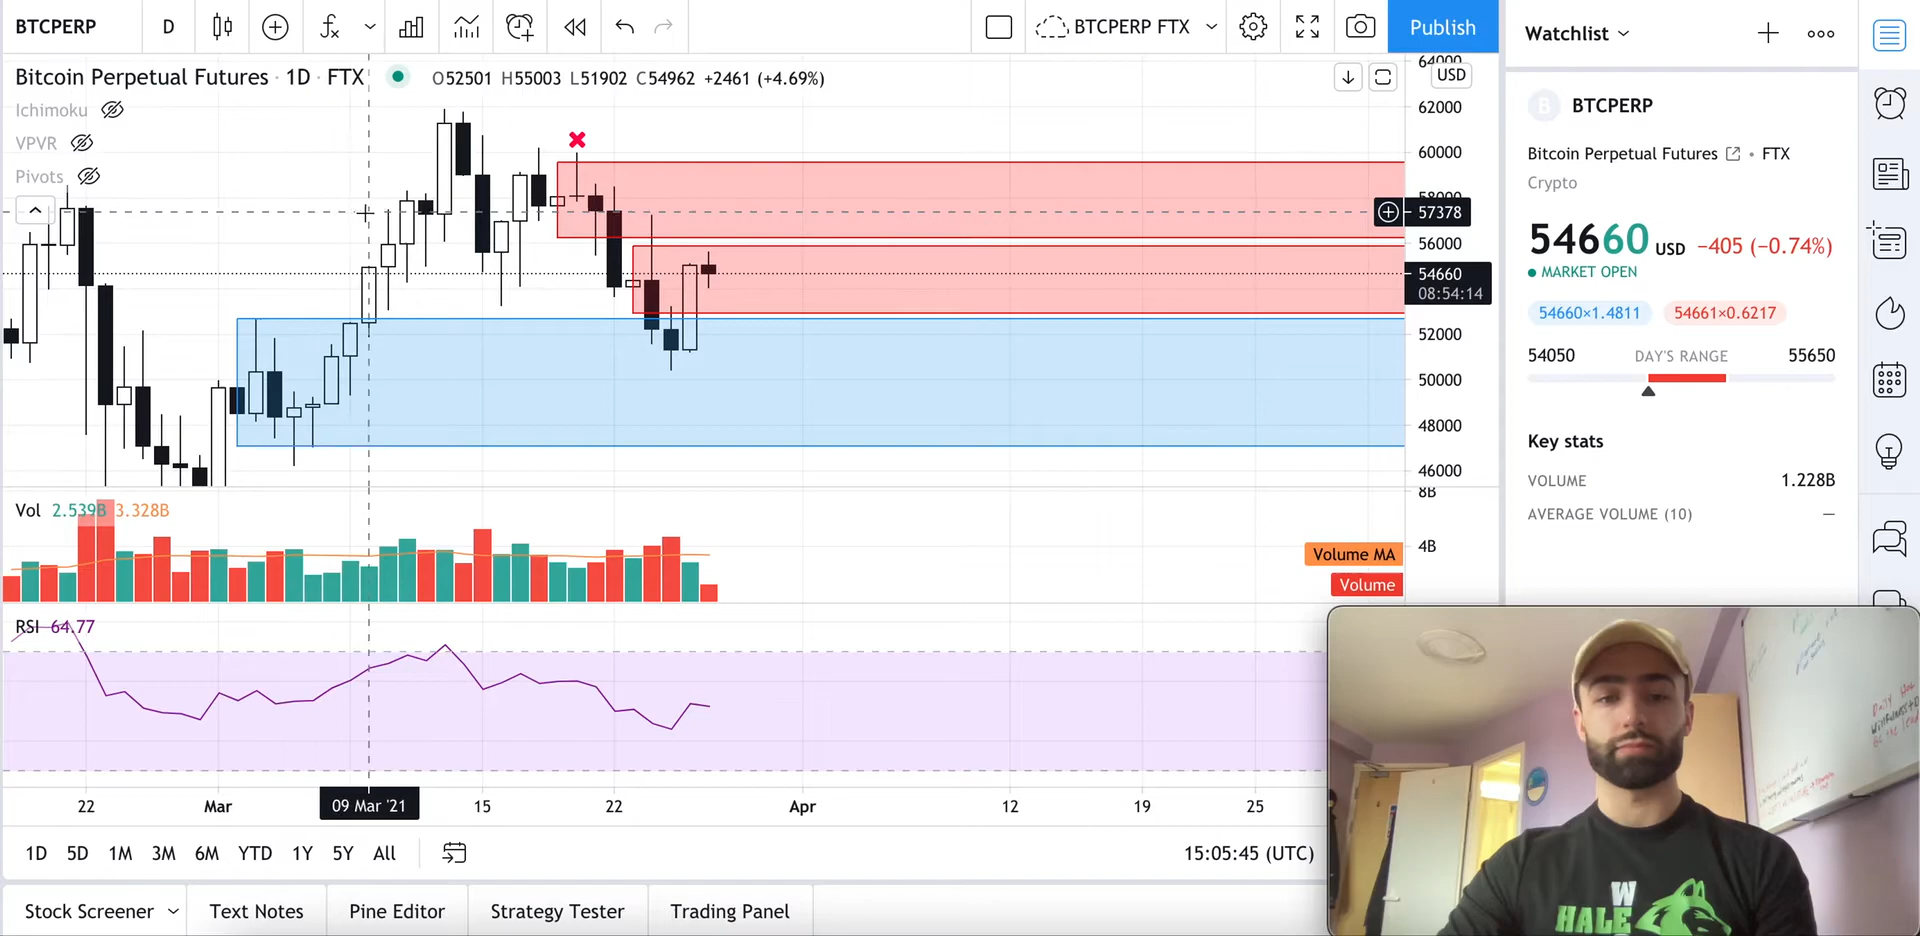 BTCPERP
D
BTCPERP FTX
Publish
Watchlist
Bitcoin Perpetual Futures · 1D · FTX
O52501 H55003 L51902 C54962 +2461 (+4.69%)
Ichimoku
VPVR
Pivots
64000
USD
62000
60000
58000
57378
56000
54660
08:54:14
52000
50000
48000
46000
B BTCPERP
Bitcoin Perpetual Futures • FTX
Crypto
54660 USD −405 (−0.74%)
MARKET OPEN
54660×1.4811 54661×0.6217
54050 DAY'S RANGE 55650
Key stats
VOLUME 1.228B
AVERAGE VOLUME (10) —
Vol 2.539B 3.328B
8B
4B
Volume MA
Volume
RSI 64.77
22 Mar 09 Mar '21 15 22 Apr 12 19 25
1D 5D 1M 3M 6M YTD 1Y 5Y All
15:05:45 (UTC)
Stock Screener Text Notes Pine Editor Strategy Tester Trading Panel
W
HALE